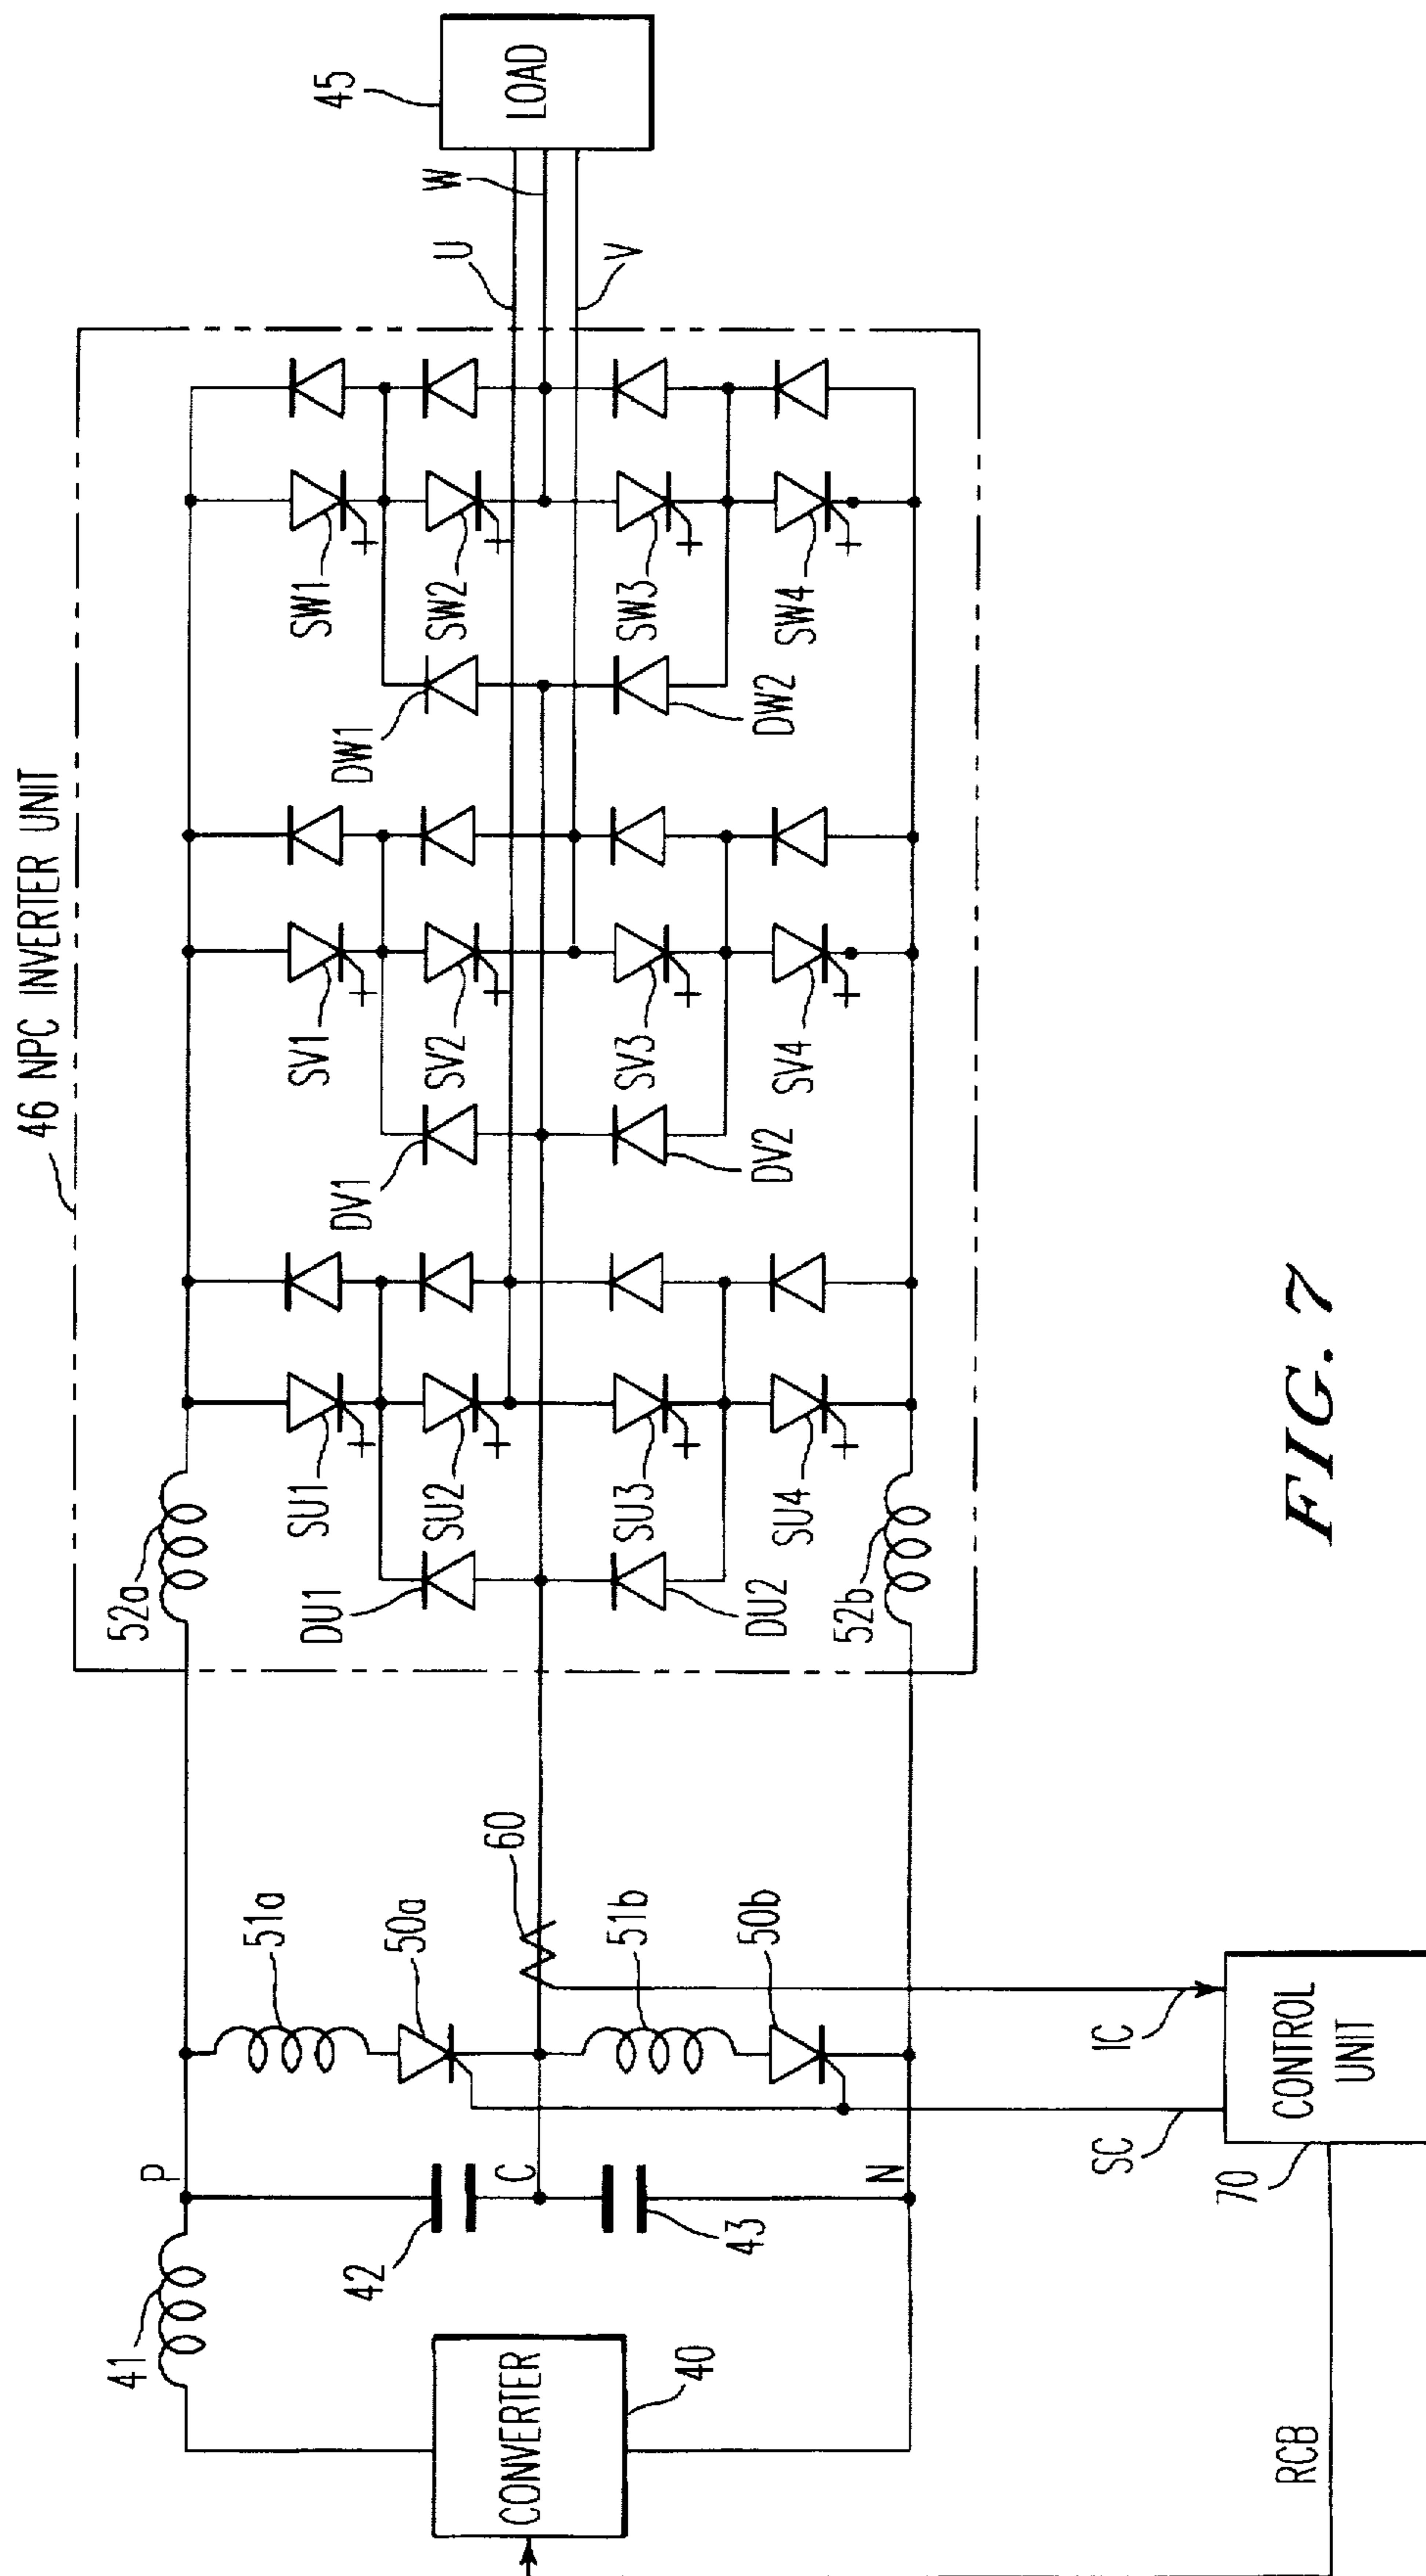 46 NPC INVERTER UNIT
45
LOAD
U
W
V
52a
SU1
SU2
SU3
SU4
DU1
DU2
SV1
SV2
SV3
SV4
DV1
DV2
SW1
SW2
SW3
SW4
DW1
DW2
52b
41
P
51a
50a
60
C
42
43
51b
50b
N
CONVERTER
40
SC
IC
70
CONTROL
UNIT
RCB
FIG. 7